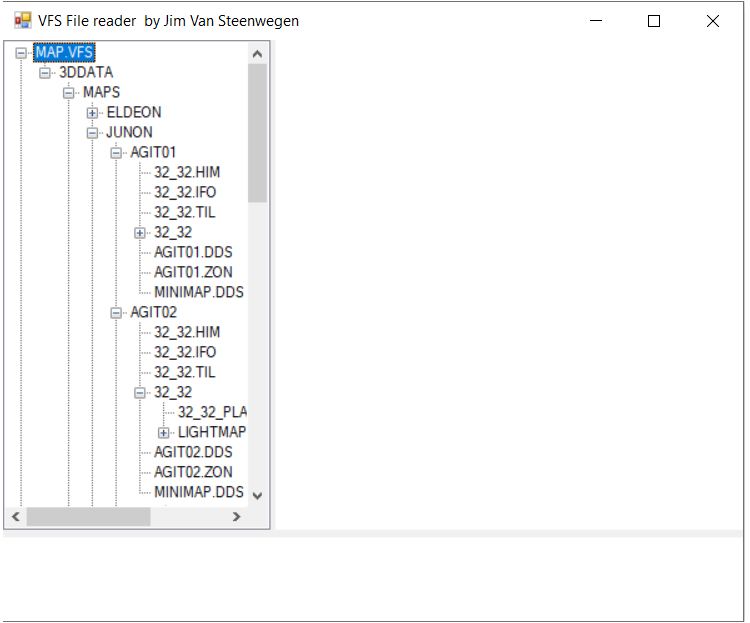 VFS File reader  by Jim Van Steenwegen
MAP.VFS
3DDATA
MAPS
ELDEON
JUNON
AGIT01
32_32.HIM
32_32.IFO
32_32.TIL
32_32
AGIT01.DDS
AGIT01.ZON
MINIMAP.DDS
AGIT02
32_32.HIM
32_32.IFO
32_32.TIL
32_32
32_32_PLA
LIGHTMAP
AGIT02.DDS
AGIT02.ZON
MINIMAP.DDS